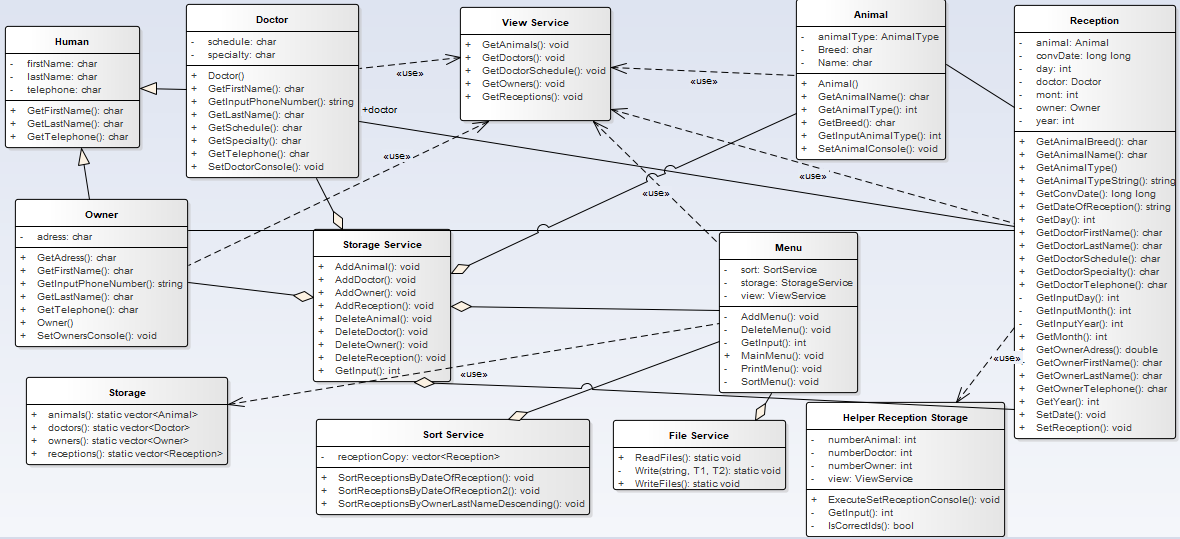 Human
- firstName: char
- lastName: char
- telephone: char
+ GetFirstName(): char
+ GetLastName(): char
+ GetTelephone(): char
Doctor
- schedule: char
- specialty: char
+ Doctor()
+ GetFirstName(): char
+ GetInputPhoneNumber(): string
+ GetLastName(): char
+ GetSchedule(): char
+ GetSpecialty(): char
+ GetTelephone(): char
+ SetDoctorConsole(): void
«use»
+doctor
View Service
+ GetAnimals(): void
+ GetDoctors(): void
+ GetDoctorSchedule(): void
+ GetOwners(): void
+ GetReceptions(): void
«use»
Animal
- animalType: AnimalType
- Breed: char
- Name: char
+ Animal()
+ GetAnimalName(): char
+ GetAnimalType(): int
+ GetBreed(): char
+ GetInputAnimalType(): int
+ SetAnimalConsole(): void
Reception
- animal: Animal
- convDate: long long
- day: int
- doctor: Doctor
- mont: int
- owner: Owner
- year: int
+ GetAnimalBreed(): char
+ GetAnimalName(): char
+ GetAnimalType()
+ GetAnimalTypeString(): string
+ GetConvDate(): long long
+ GetDateOfReception(): string
+ GetDay(): int
+ GetDoctorFirstName(): char
+ GetDoctorLastName(): char
+ GetDoctorSchedule(): char
+ GetDoctorSpecialty(): char
+ GetDoctorTelephone(): char
- GetInputDay(): int
- GetInputMonth(): int
- GetInputYear(): int
+ GetMonth(): int
+ GetOwnerAdress(): double
+ GetOwnerFirstName(): char
+ GetOwnerLastName(): char
+ GetOwnerTelephone(): char
+ GetYear(): int
+ SetDate(): void
+ SetReception(): void
«use»
«use»
«use»
Owner
- adress: char
+ GetAdress(): char
+ GetFirstName(): char
+ GetInputPhoneNumber(): string
+ GetLastName(): char
+ GetTelephone(): char
+ Owner()
+ SetOwnersConsole(): void
Storage Service
+ AddAnimal(): void
+ AddDoctor(): void
+ AddOwner(): void
+ AddReception(): void
+ DeleteAnimal(): void
+ DeleteDoctor(): void
+ DeleteOwner(): void
+ DeleteReception(): void
+ GetInput(): int
Menu
- sort: SortService
- storage: StorageService
- view: ViewService
- AddMenu(): void
- DeleteMenu(): void
- GetInput(): int
+ MainMenu(): void
- PrintMenu(): void
- SortMenu(): void
«use»
«use»
Storage
+ animals(): static vector<Animal>
+ doctors(): static vector<Doctor>
+ owners(): static vector<Owner>
+ receptions(): static vector<Reception>
Sort Service
- receptionCopy: vector<Reception>
+ SortReceptionsByDateOfReception(): void
+ SortReceptionsByDateOfReception2(): void
+ SortReceptionsByOwnerLastNameDescending(): void
File Service
+ ReadFiles(): static void
- Write(string, T1, T2): static void
+ WriteFiles(): static void
Helper Reception Storage
- numberAnimal: int
- numberDoctor: int
- numberOwner: int
- view: ViewService
+ ExecuteSetReceptionConsole(): void
- GetInput(): int
- IsCorrectIds(): bool